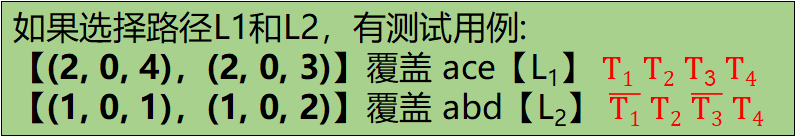 如果选择路径L1和L2，有测试用例:
【(2, 0, 4)，(2, 0, 3)】覆盖 ace【L₁】 T₁ T₂ T₃ T₄
【(1, 0, 1)，(1, 0, 2)】覆盖 abd【L₂】 T̅₁ T₂ T̅₃ T₄